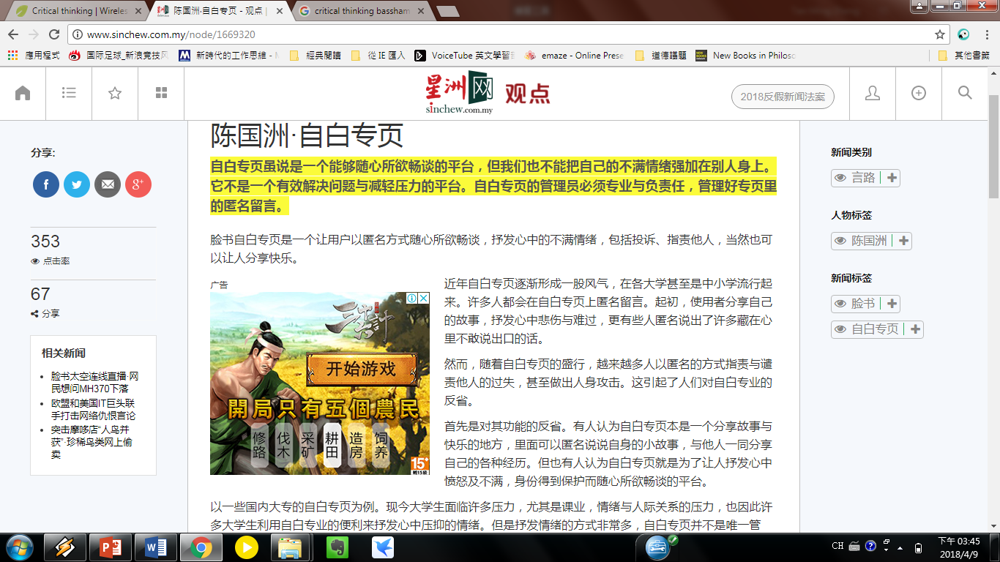 Critical thinking | Wireles
陈国洲·自白专页 - 观点 |
critical thinking bassham
www.sinchew.com.my/node/1669320
應用程式
国际足球_新浪竞技风
新時代的工作思維 - M
經典閱讀
從 IE 匯入
VoiceTube 英文學習
emaze - Online Prese
道德議題
New Books in Philoso
其他書籤
星洲网
sinchew.com.my
观点
2018反假新闻法案
陈国洲·自白专页
自白专页虽说是一个能够随心所欲畅谈的平台，但我们也不能把自己的不满情绪强加在别人身上。
它不是一个有效解决问题与减轻压力的平台。自白专页的管理员必须专业与负责任，管理好专页里
的匿名留言。
脸书自白专页是一个让用户以匿名方式随心所欲畅谈，抒发心中的不满情绪，包括投诉、指责他人，当然也可
以让人分享快乐。
近年自白专页逐渐形成一股风气，在各大学甚至是中小学流行起
来。许多人都会在自白专页上匿名留言。起初，使用者分享自己
的故事，抒发心中悲伤与难过，更有些人匿名说出了许多藏在心
里不敢说出口的话。
然而，随着自白专页的盛行，越来越多人以匿名的方式指责与谴
责他人的过失，甚至做出人身攻击。这引起了人们对自白专业的
反省。
首先是对其功能的反省。有人认为自白专页本是一个分享故事与
快乐的地方，里面可以匿名说说自身的小故事，与他人一同分享
自己的各种经历。但也有人认为自白专页就是为了让人抒发心中
愤怒及不满，身份得到保护而随心所欲畅谈的平台。
以一些国内大专的自白专页为例。现今大学生面临许多压力，尤其是课业，情绪与人际关系的压力，也因此许
多大学生利用自白专业的便利来抒发心中压抑的情绪。但是抒发情绪的方式非常多，自白专页并不是唯一管
广告
三十六計
开始游戏
開局只有五個農民
修路
伐木
采矿
耕田
造房
饲养
15+
分享:
353
点击率
67
分享
相关新闻
脸书太空连线直播·网
民想问MH370下落
欧盟和美国IT巨头联
手打击网络仇恨言论
突击摩哆店“人鸟并
获”·珍稀鸟类网上偷
卖
新闻类别
言路
人物标签
陈国洲
新闻标签
脸书
自白专页
CH
下午 03:45
2018/4/9